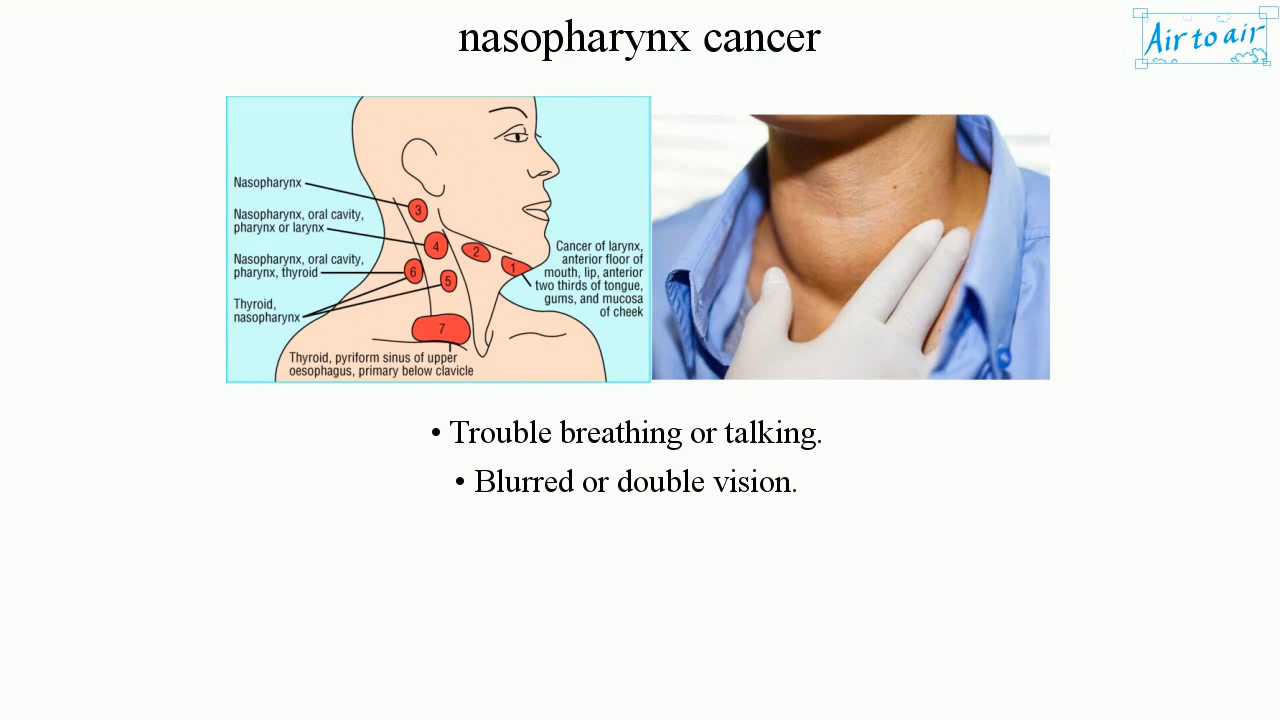 nasopharynx cancer
Air to air
Nasopharynx
Nasopharynx, oral cavity,
pharynx or larynx
Nasopharynx, oral cavity,
pharynx, thyroid
Thyroid,
nasopharynx
3
4
2
6
5
1
7
Cancer of larynx,
anterior floor of
mouth, lip, anterior
two thirds of tongue,
gums, and mucosa
of cheek
Thyroid, pyriform sinus of upper
oesophagus, primary below clavicle
• Trouble breathing or talking.
• Blurred or double vision.